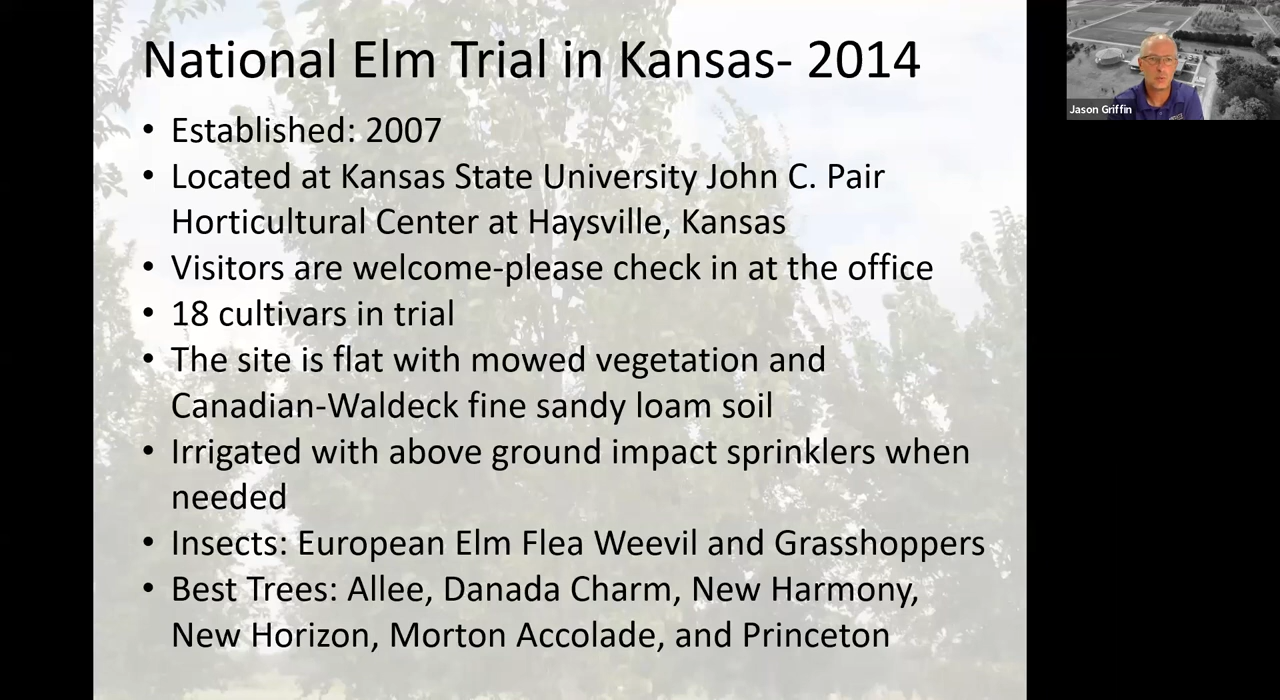 National Elm Trial in Kansas- 2014
• Established: 2007
• Located at Kansas State University John C. Pair
Horticultural Center at Haysville, Kansas
• Visitors are welcome-please check in at the office
• 18 cultivars in trial
• The site is flat with mowed vegetation and
Canadian-Waldeck fine sandy loam soil
• Irrigated with above ground impact sprinklers when
needed
• Insects: European Elm Flea Weevil and Grasshoppers
• Best Trees: Allee, Danada Charm, New Harmony,
New Horizon, Morton Accolade, and Princeton
Jason Griffin